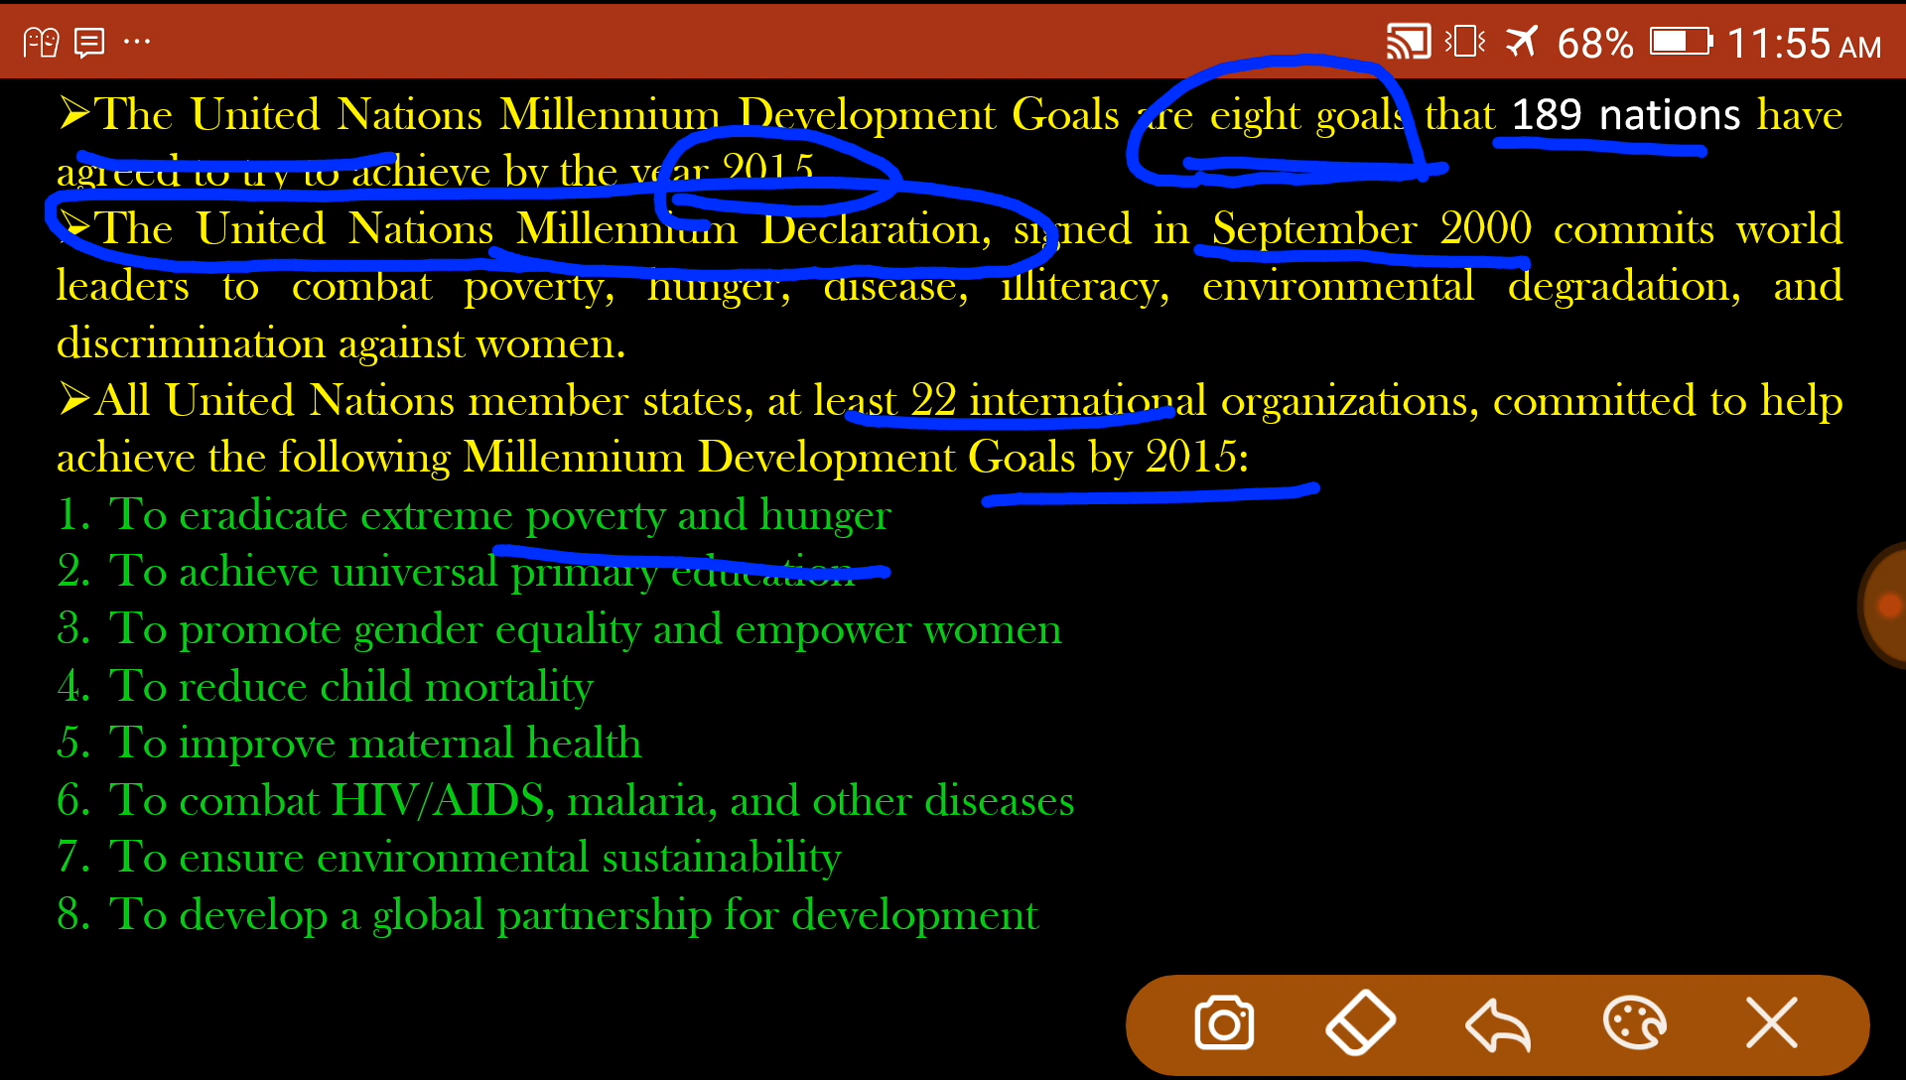 68% 11:55 AM
➤The United Nations Millennium Development Goals are eight goals that 189 nations have
agreed to try to achieve by the year 2015
➤The United Nations Millennium Declaration, signed in September 2000 commits world
leaders to combat poverty, hunger, disease, illiteracy, environmental degradation, and
discrimination against women.
➤All United Nations member states, at least 22 international organizations, committed to help
achieve the following Millennium Development Goals by 2015:
1. To eradicate extreme poverty and hunger
2. To achieve universal primary education
3. To promote gender equality and empower women
4. To reduce child mortality
5. To improve maternal health
6. To combat HIV/AIDS, malaria, and other diseases
7. To ensure environmental sustainability
8. To develop a global partnership for development